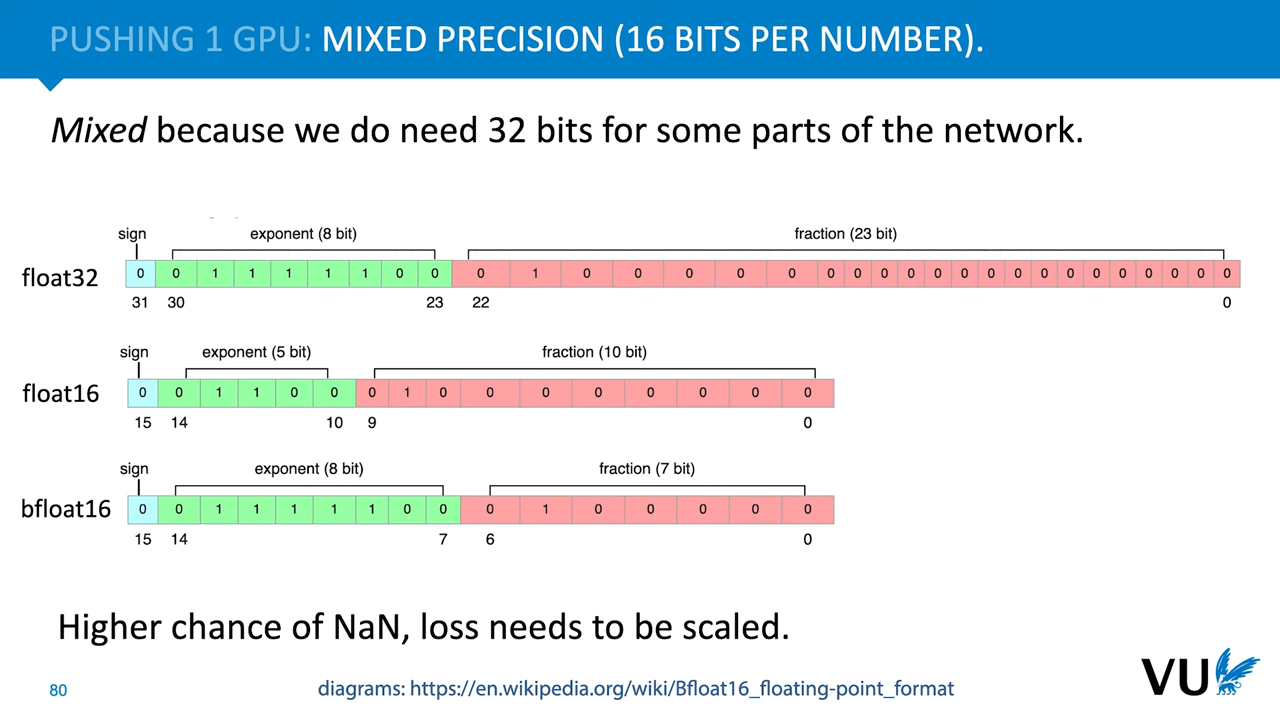 PUSHING 1 GPU: MIXED PRECISION (16 BITS PER NUMBER).
Mixed because we do need 32 bits for some parts of the network.
sign exponent (8 bit) fraction (23 bit)
float32 0 0 1 1 1 1 1 0 0 0 1 0 0 0 0 0 0 0 0 0 0 0 0 0 0 0 0 0 0 0 0 0
31 30 23 22 0
sign exponent (5 bit) fraction (10 bit)
float16 0 0 1 1 0 0 0 1 0 0 0 0 0 0 0 0
15 14 10 9 0
sign exponent (8 bit) fraction (7 bit)
bfloat16 0 0 1 1 1 1 1 0 0 0 1 0 0 0 0 0
15 14 7 6 0
Higher chance of NaN, loss needs to be scaled.
80 diagrams: https://en.wikipedia.org/wiki/Bfloat16_floating-point_format
VU